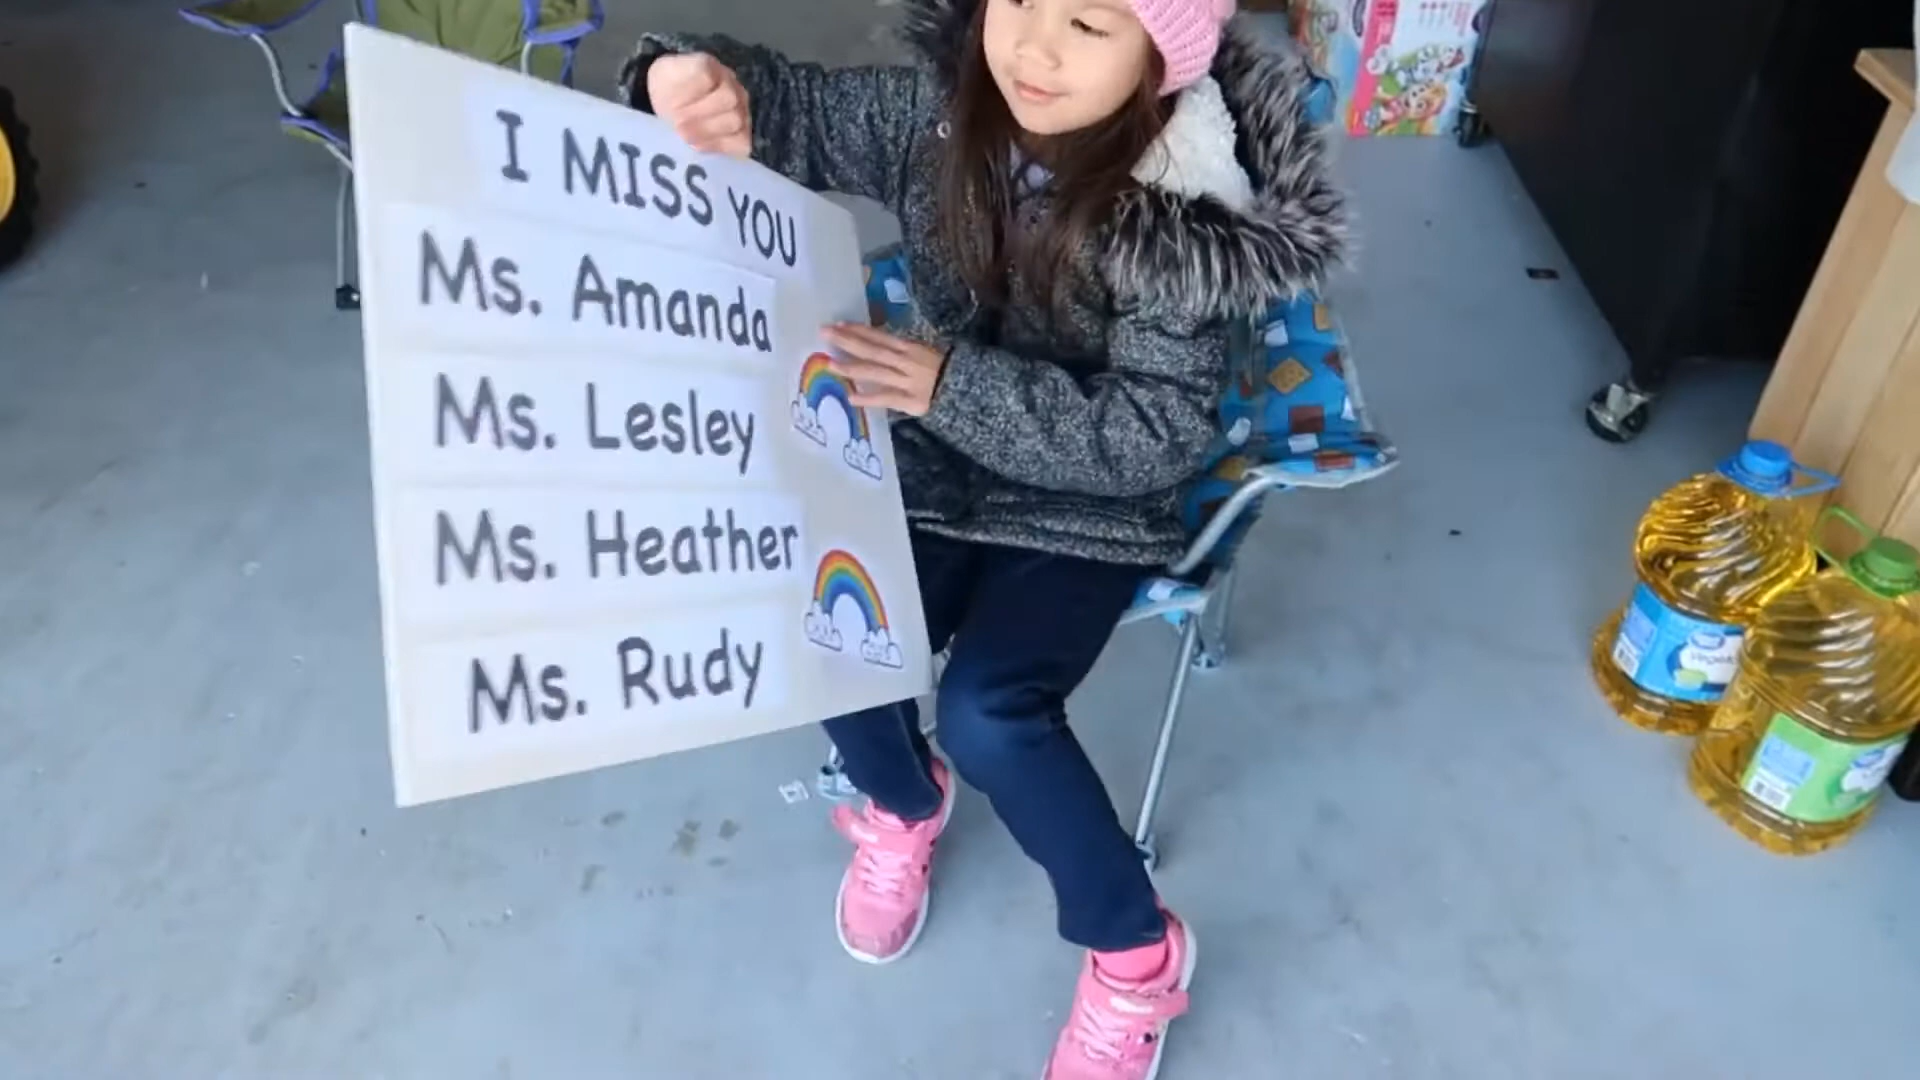 I MISS YOU
Ms. Amanda
Ms. Lesley
Ms. Heather
Ms. Rudy